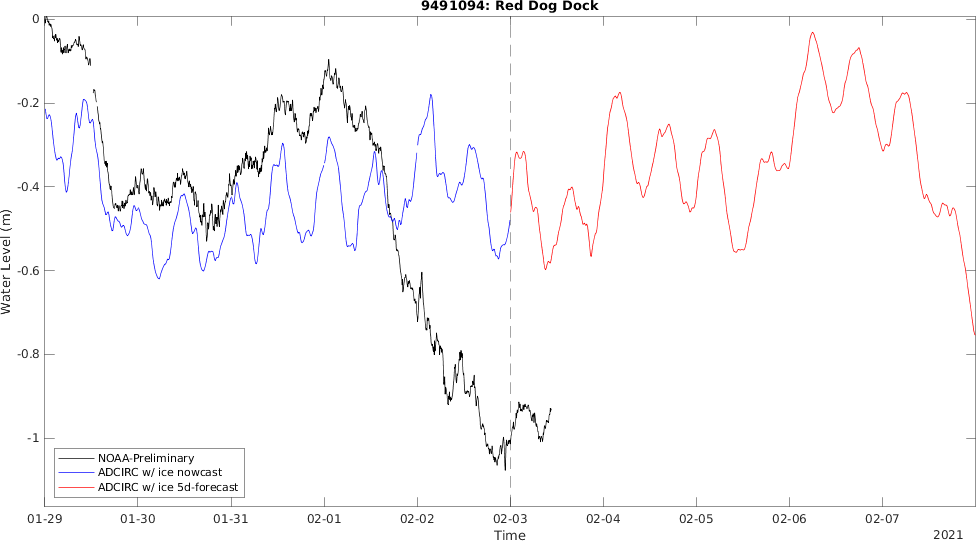 9491094: Red Dog Dock
0
-0.2
-0.4
-0.6
-0.8
-1
Water Level (m)
NOAA-Preliminary
ADCIRC w/ ice nowcast
ADCIRC w/ ice 5d-forecast
01-29 01-30 01-31 02-01 02-02 02-03 02-04 02-05 02-06 02-07
Time
2021